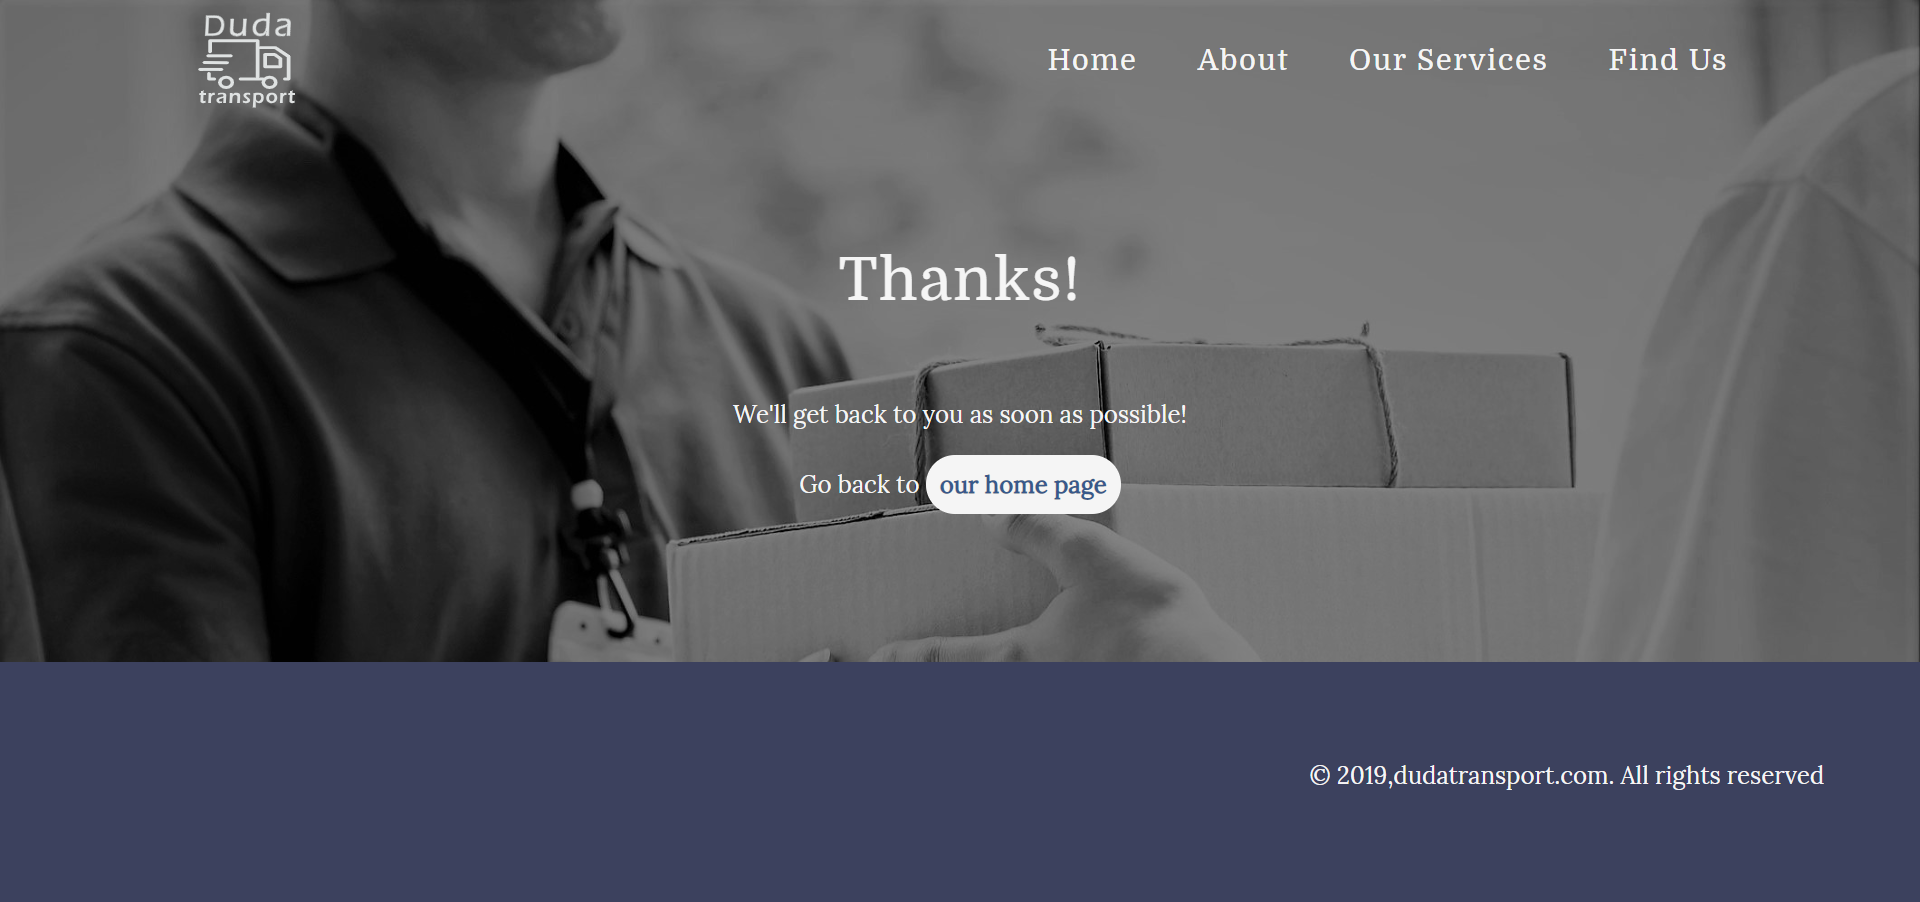 Duda
transport
Home About Our Services Find Us
Thanks!
We'll get back to you as soon as possible!
Go back to our home page
© 2019,dudatransport.com. All rights reserved